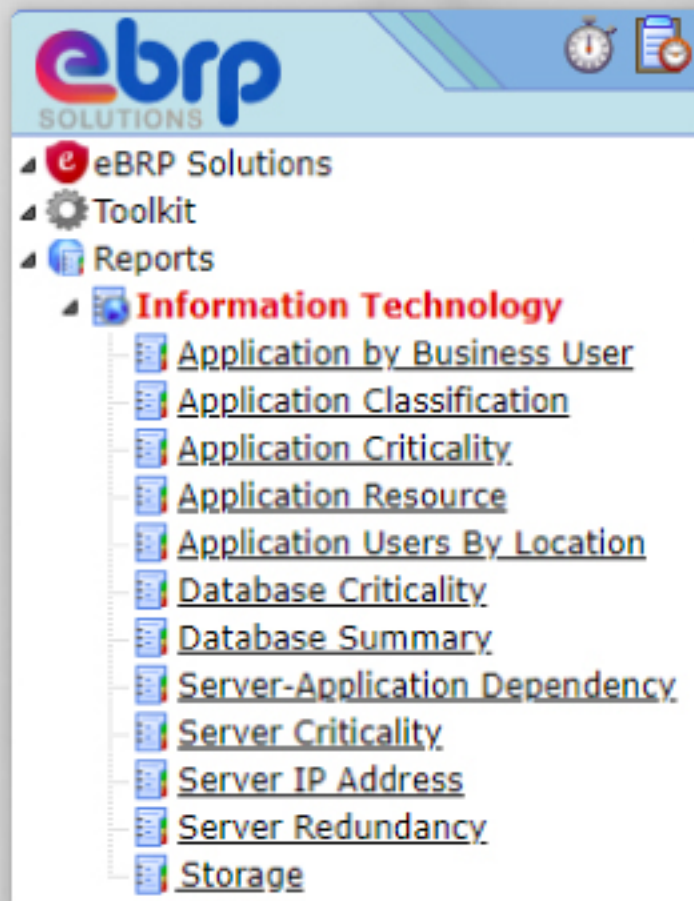 ebrp
SOLUTIONS
eBRP Solutions
Toolkit
Reports
Information Technology
Application by Business User
Application Classification
Application Criticality
Application Resource
Application Users By Location
Database Criticality
Database Summary
Server-Application Dependency
Server Criticality
Server IP Address
Server Redundancy
Storage